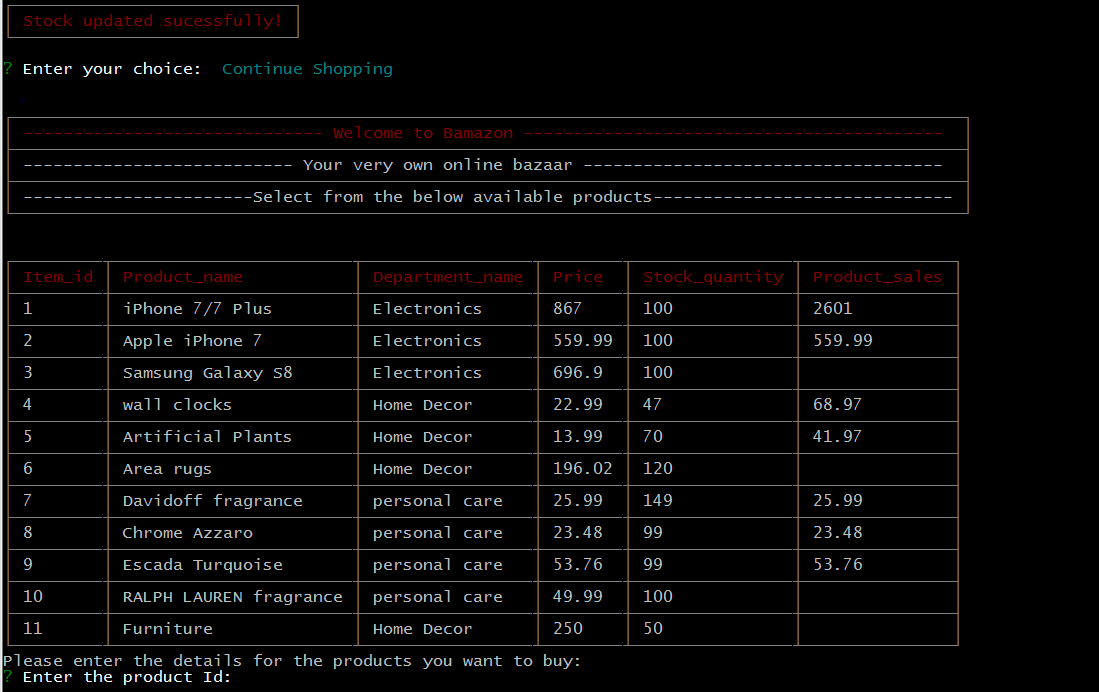 Stock updated sucessfully!
? Enter your choice: Continue Shopping
------------------------------ Welcome to Bamazon ------------------------------------------
--------------------------- Your very own online bazaar ------------------------------------
-----------------------Select from the below available products------------------------------
Item_id Product_name Department_name Price Stock_quantity Product_sales
1 iPhone 7/7 Plus Electronics 867 100 2601
2 Apple iPhone 7 Electronics 559.99 100 559.99
3 Samsung Galaxy S8 Electronics 696.9 100
4 wall clocks Home Decor 22.99 47 68.97
5 Artificial Plants Home Decor 13.99 70 41.97
6 Area rugs Home Decor 196.02 120
7 Davidoff fragrance personal care 25.99 149 25.99
8 Chrome Azzaro personal care 23.48 99 23.48
9 Escada Turquoise personal care 53.76 99 53.76
10 RALPH LAUREN fragrance personal care 49.99 100
11 Furniture Home Decor 250 50
Please enter the details for the products you want to buy:
? Enter the product Id: